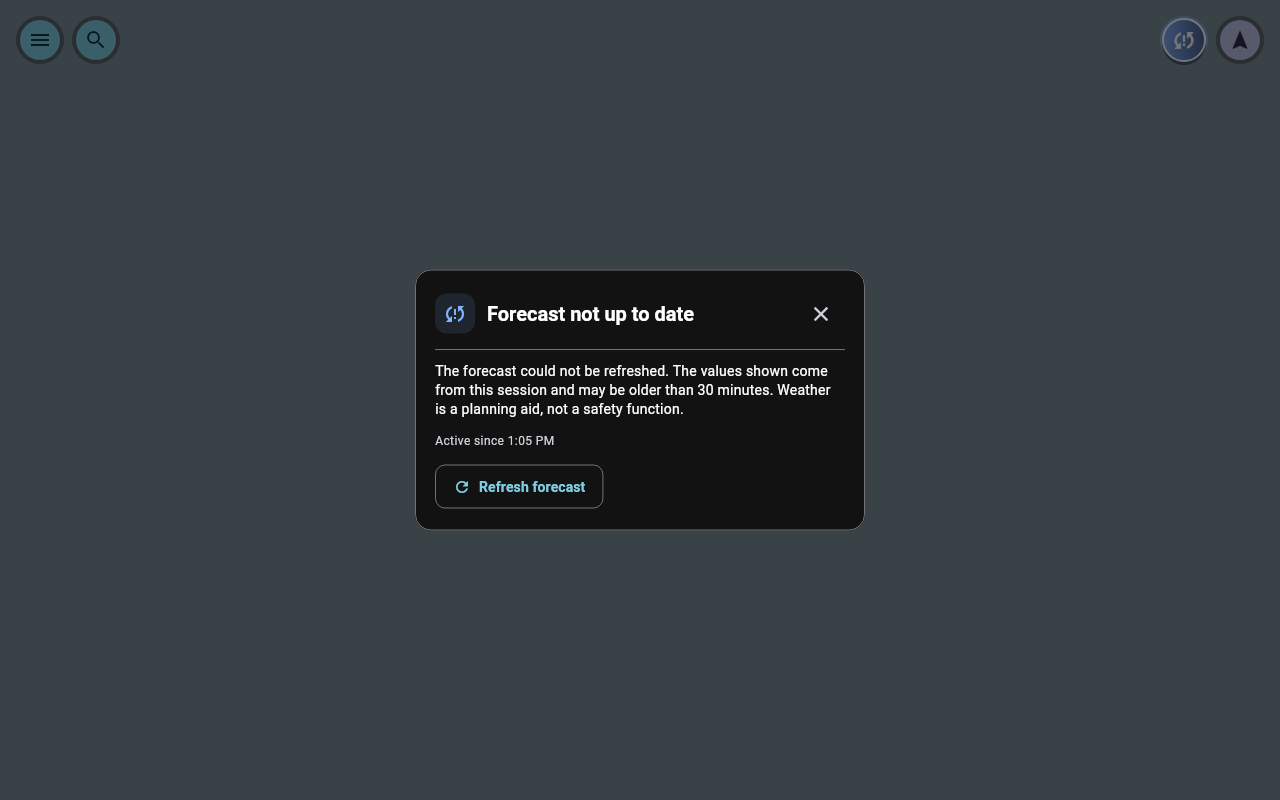 Forecast not up to date
The forecast could not be refreshed. The values shown come
from this session and may be older than 30 minutes. Weather
is a planning aid, not a safety function.
Active since 1:05 PM
Refresh forecast